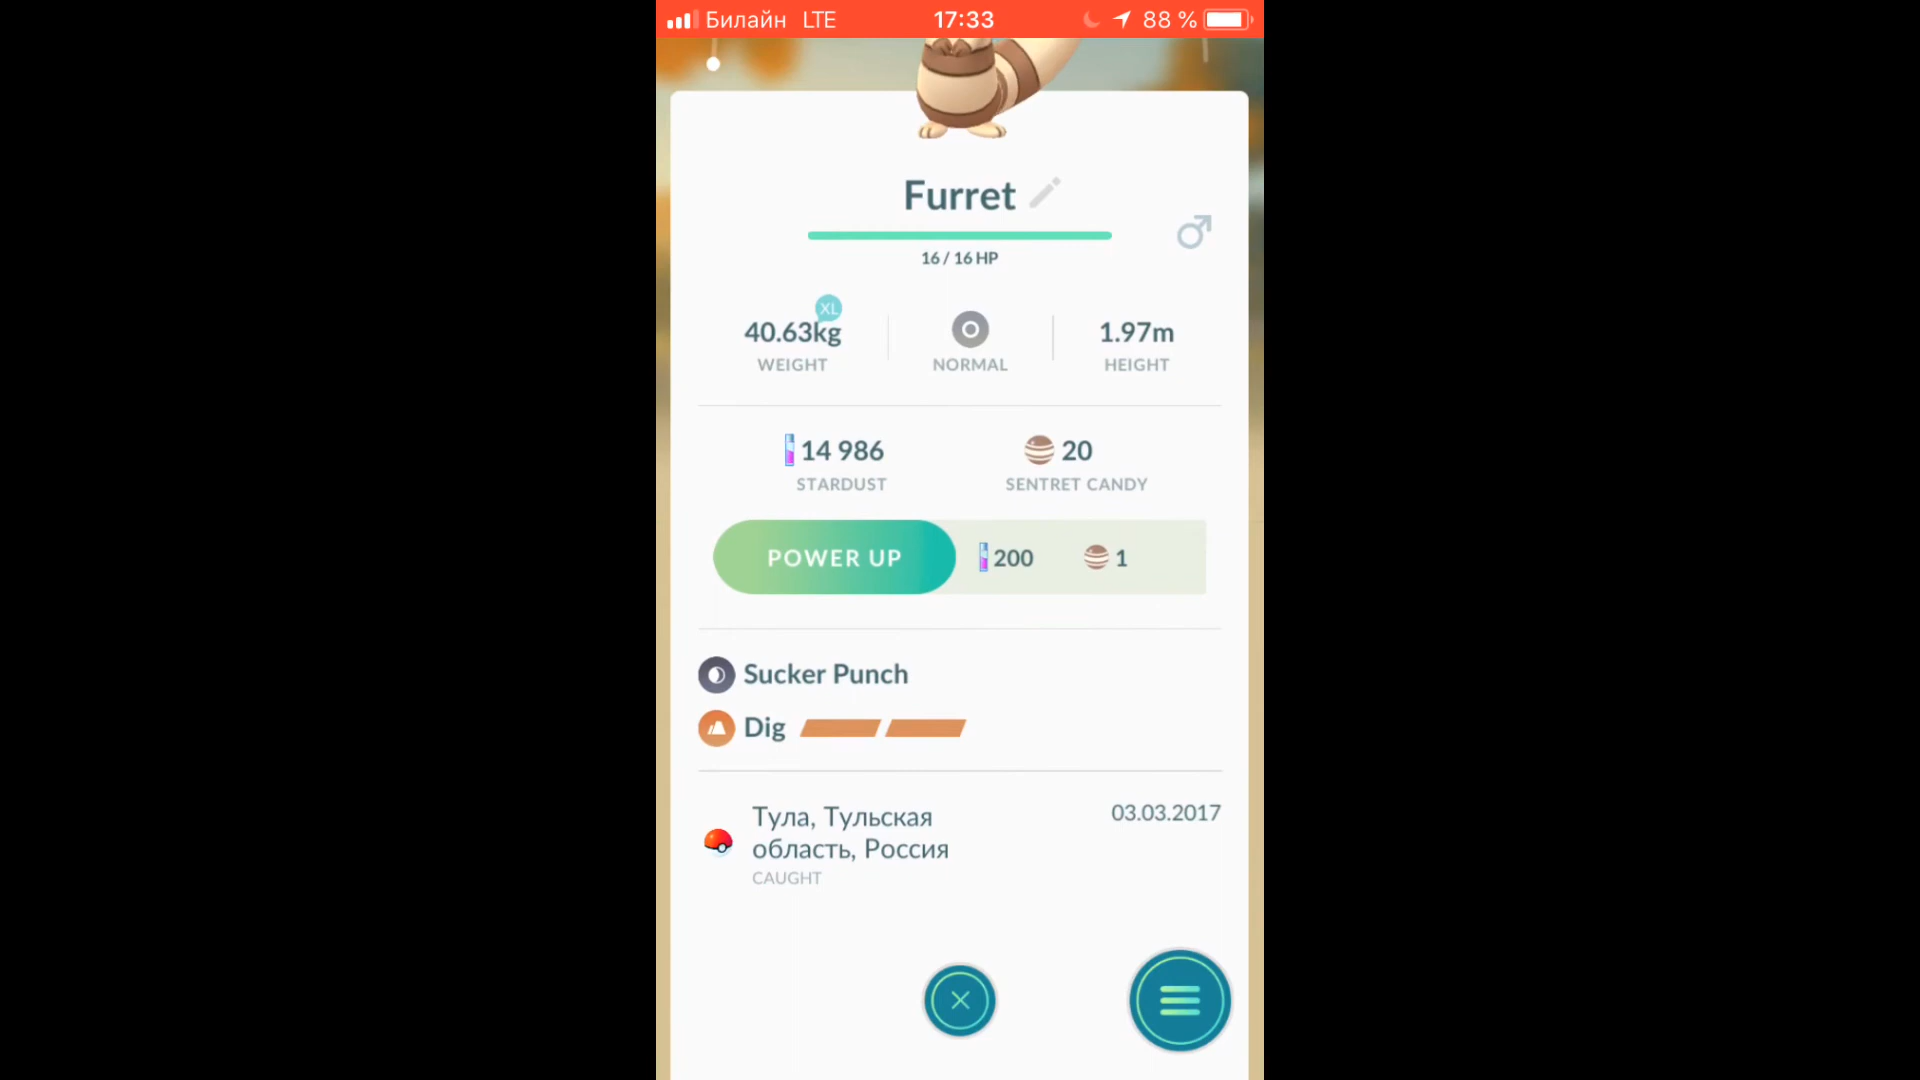 Билайн LTE 17:33 88 %
Furret
16 / 16 HP
XL
40.63kg 1.97m
WEIGHT NORMAL HEIGHT
14 986 20
STARDUST SENTRET CANDY
POWER UP 200 1
Sucker Punch
Dig
Тула, Тульская 03.03.2017
область, Россия
CAUGHT